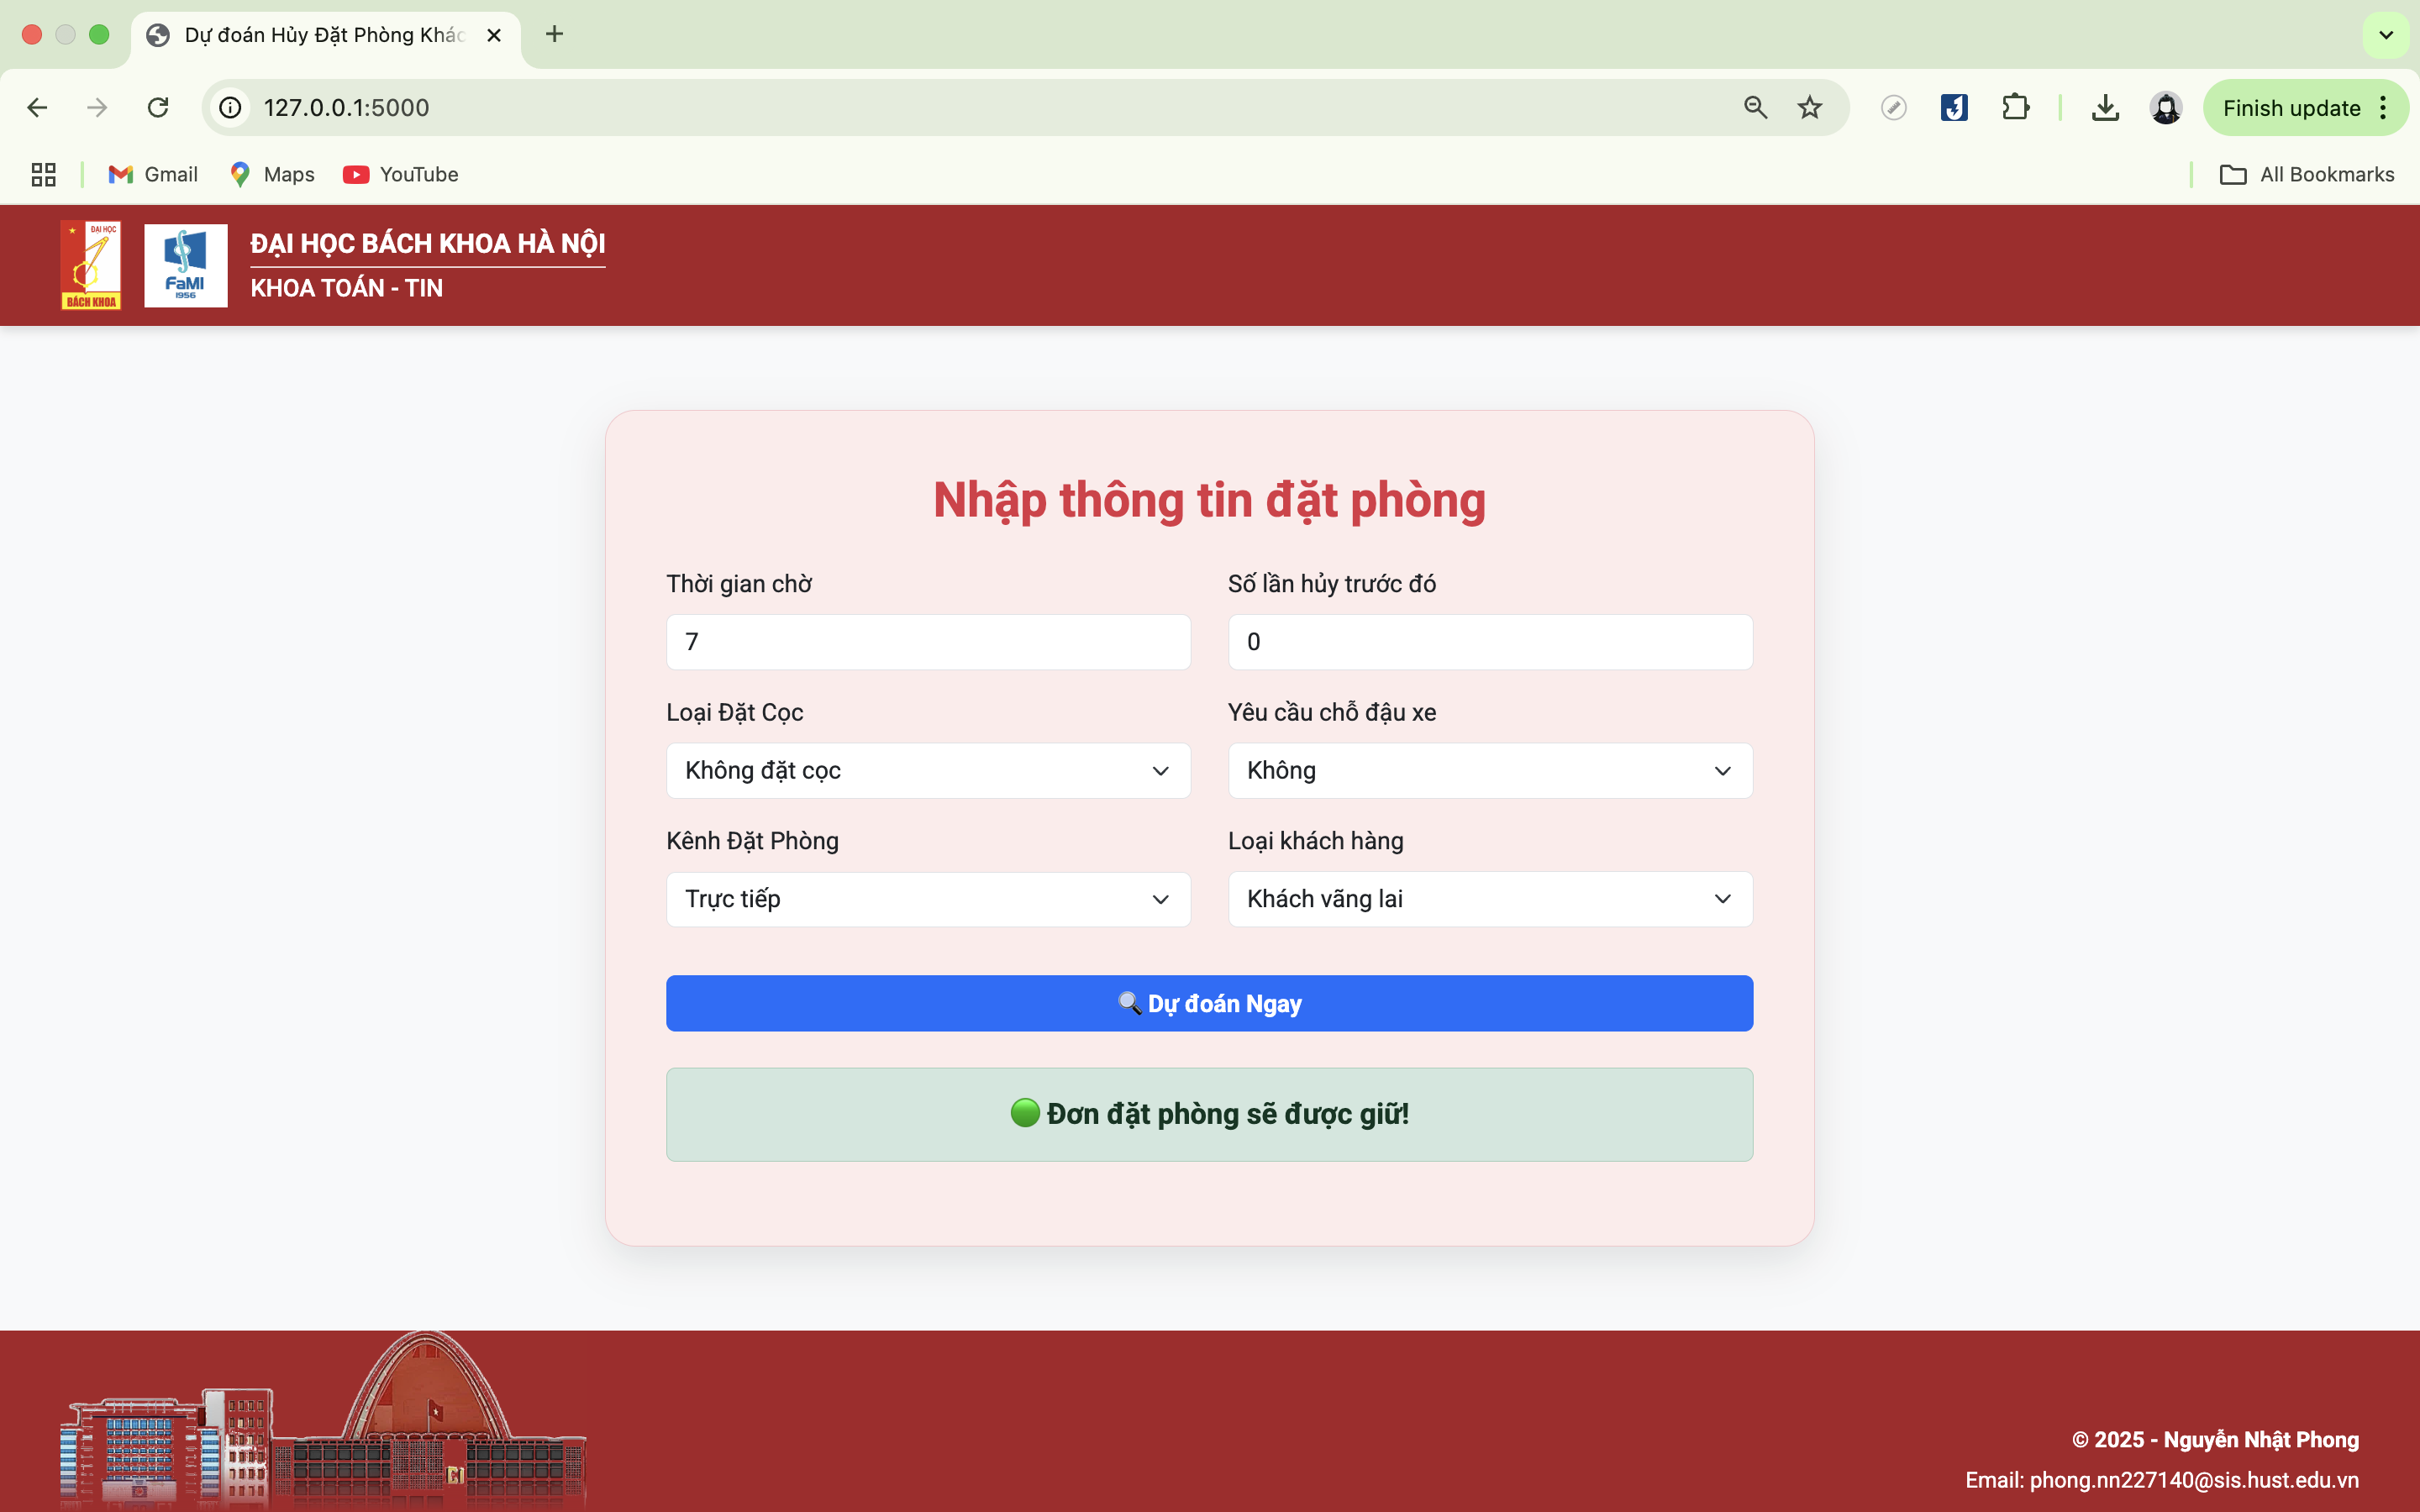 Dự đoán Hủy Đặt Phòng Khác
127.0.0.1:5000
Finish update
Gmail
Maps
YouTube
All Bookmarks
ĐẠI HỌC
BÁCH KHOA
FaMI
1956
ĐẠI HỌC BÁCH KHOA HÀ NỘI
KHOA TOÁN - TIN
Nhập thông tin đặt phòng
Thời gian chờ
Số lần hủy trước đó
7
0
Loại Đặt Cọc
Yêu cầu chỗ đậu xe
Không đặt cọc
Không
Kênh Đặt Phòng
Loại khách hàng
Trực tiếp
Khách vãng lai
🔍 Dự đoán Ngay
🟢 Đơn đặt phòng sẽ được giữ!
© 2025 - Nguyễn Nhật Phong
Email: phong.nn227140@sis.hust.edu.vn